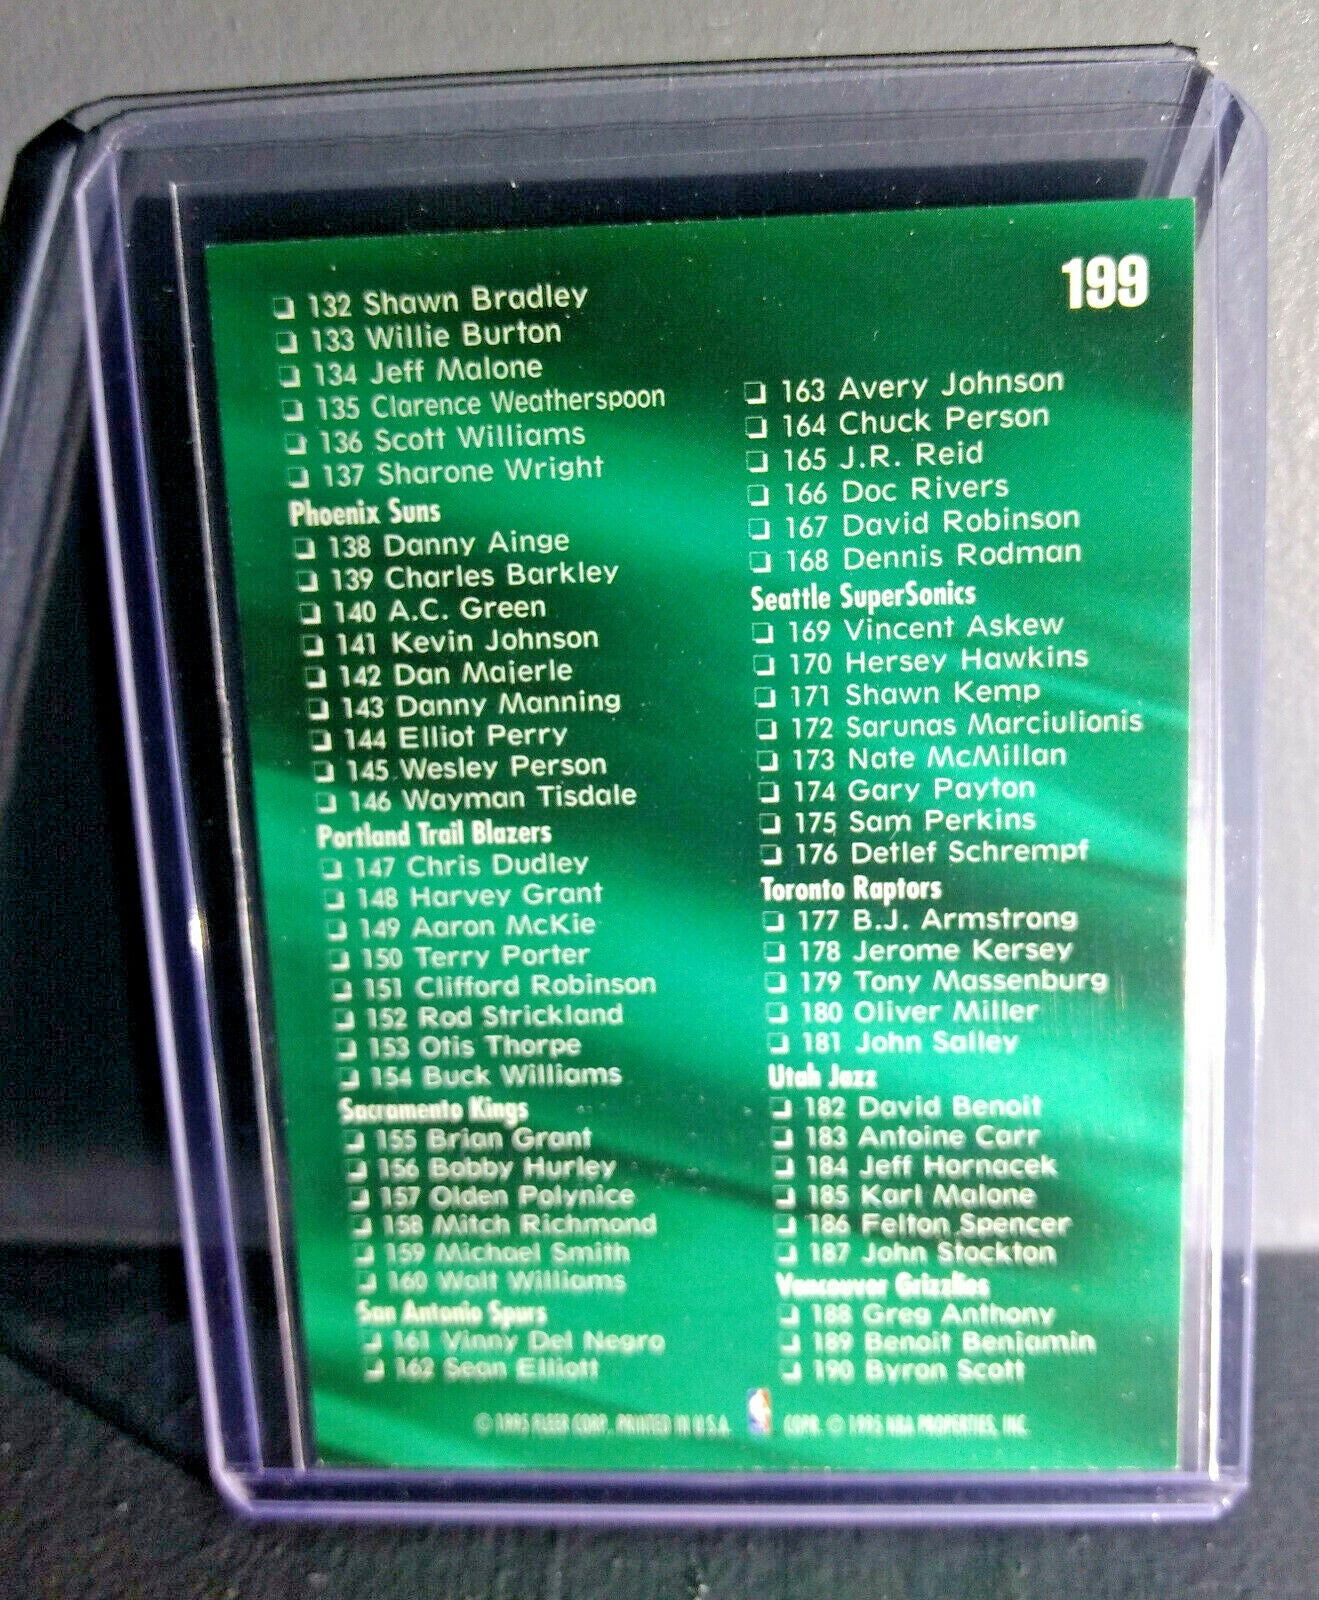 199
132 Shawn Bradley
133 Willie Burton
134 Jeff Malone
135 Clarence Weatherspoon
136 Scott Williams
137 Sharone Wright
Phoenix Suns
138 Danny Ainge
139 Charles Barkley
140 A.C. Green
141 Kevin Johnson
142 Dan Majerle
143 Danny Manning
144 Elliot Perry
145 Wesley Person
146 Wayman Tisdale
Portland Trail Blazers
147 Chris Dudley
148 Harvey Grant
149 Aaron McKie
150 Terry Porter
151 Clifford Robinson
152 Rod Strickland
153 Otis Thorpe
154 Buck Williams
Sacramento Kings
155 Brian Grant
156 Bobby Hurley
157 Olden Polynice
158 Mitch Richmond
159 Michael Smith
160 Walt Williams
San Antonio Spurs
161 Vinny Del Negro
162 Sean Elliott
163 Avery Johnson
164 Chuck Person
165 J.R. Reid
166 Doc Rivers
167 David Robinson
168 Dennis Rodman
Seattle SuperSonics
169 Vincent Askew
170 Hersey Hawkins
171 Shawn Kemp
172 Sarunas Marciulionis
173 Nate McMillan
174 Gary Payton
175 Sam Perkins
176 Detlef Schrempf
Toronto Raptors
177 B.J. Armstrong
178 Jerome Kersey
179 Tony Massenburg
180 Oliver Miller
181 John Salley
Utah Jazz
182 David Benoit
183 Antoine Carr
184 Jeff Hornacek
185 Karl Malone
186 Felton Spencer
187 John Stockton
Vancouver Grizzlies
188 Greg Anthony
189 Benoit Benjamin
190 Byron Scott
© 1995 FLEER CORP. PRINTED IN U.S.A. COPR. © 1995 NBA PROPERTIES, INC.